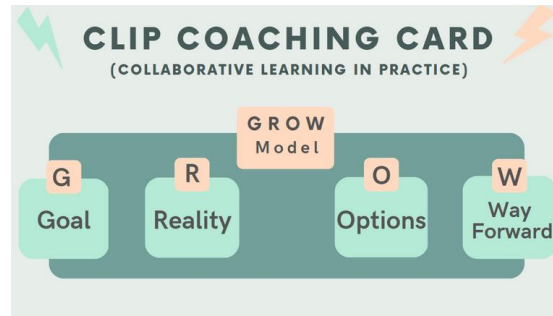 CLIP COACHING CARD
(COLLABORATIVE LEARNING IN PRACTICE)
GROW
Model
G
Goal
R
Reality
O
Options
W
Way
Forward